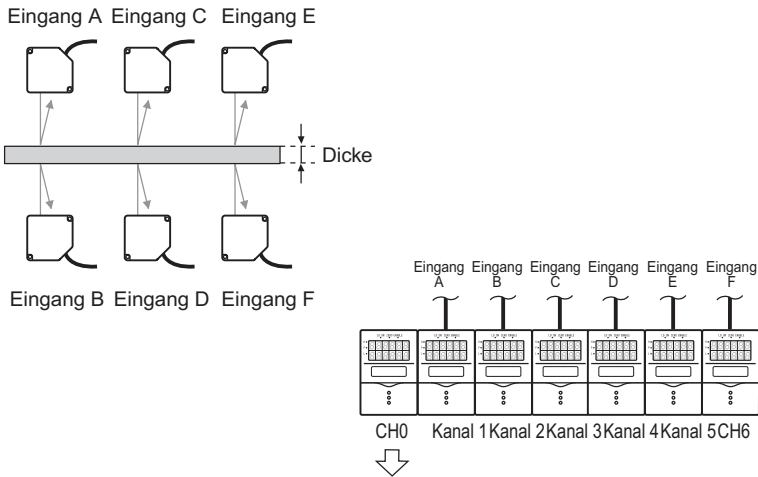 Eingang A Eingang C Eingang E
Dicke
Eingang B Eingang D Eingang F
Eingang A
Eingang B
Eingang C
Eingang D
Eingang E
Eingang F
CH0 Kanal 1 Kanal 2 Kanal 3 Kanal 4 Kanal 5 CH6